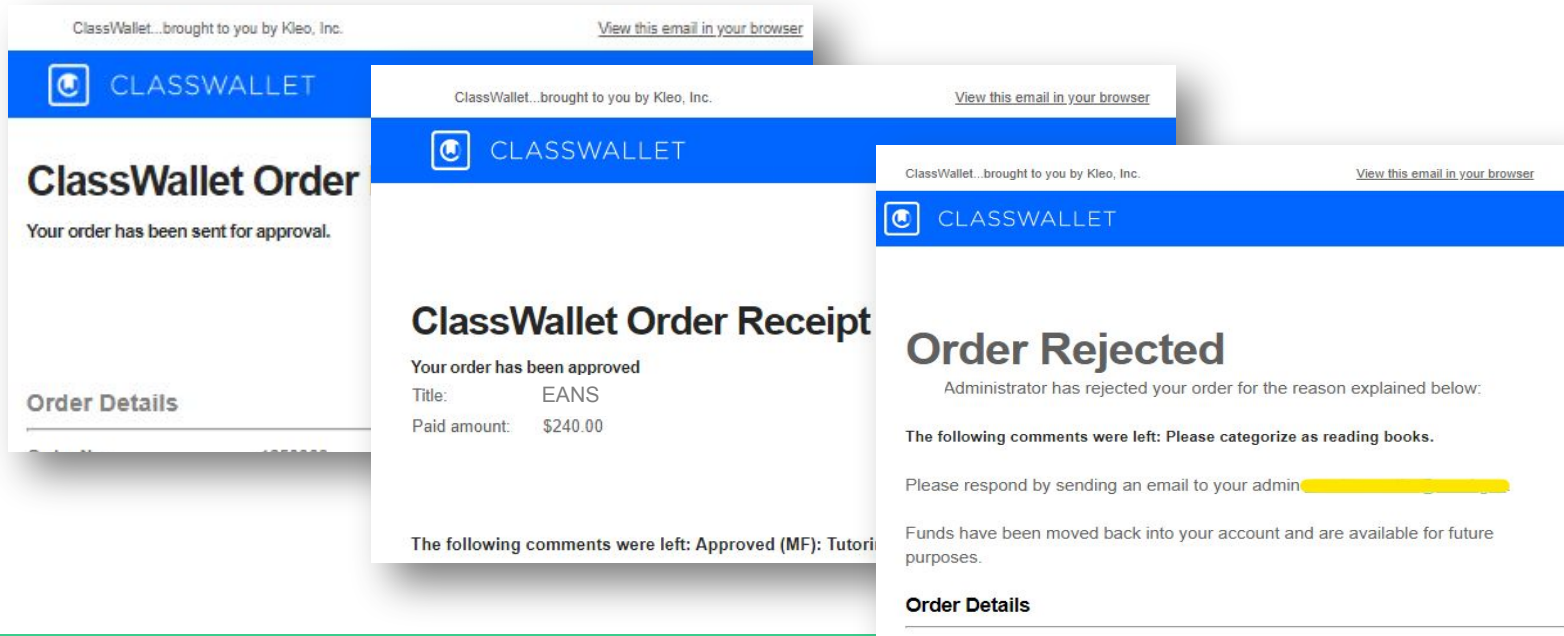 ClassWallet...brought to you by Kleo, Inc.
View this email in your browser
CLASSWALLET
ClassWallet Order
Your order has been sent for approval.
Order Details
ClassWallet...brought to you by Kleo, Inc.
View this email in your browser
CLASSWALLET
ClassWallet Order Receipt
Your order has been approved
Title: EANS
Paid amount: $240.00
The following comments were left: Approved (MF):
ClassWallet...brought to you by Kleo, Inc.
View this email in your browser
CLASSWALLET
Order Rejected
Administrator has rejected your order for the reason explained below:
The following comments were left: Please categorize as reading books.
Please respond by sending an email to your admin
Funds have been moved back into your account and are available for future
purposes.
Order Details